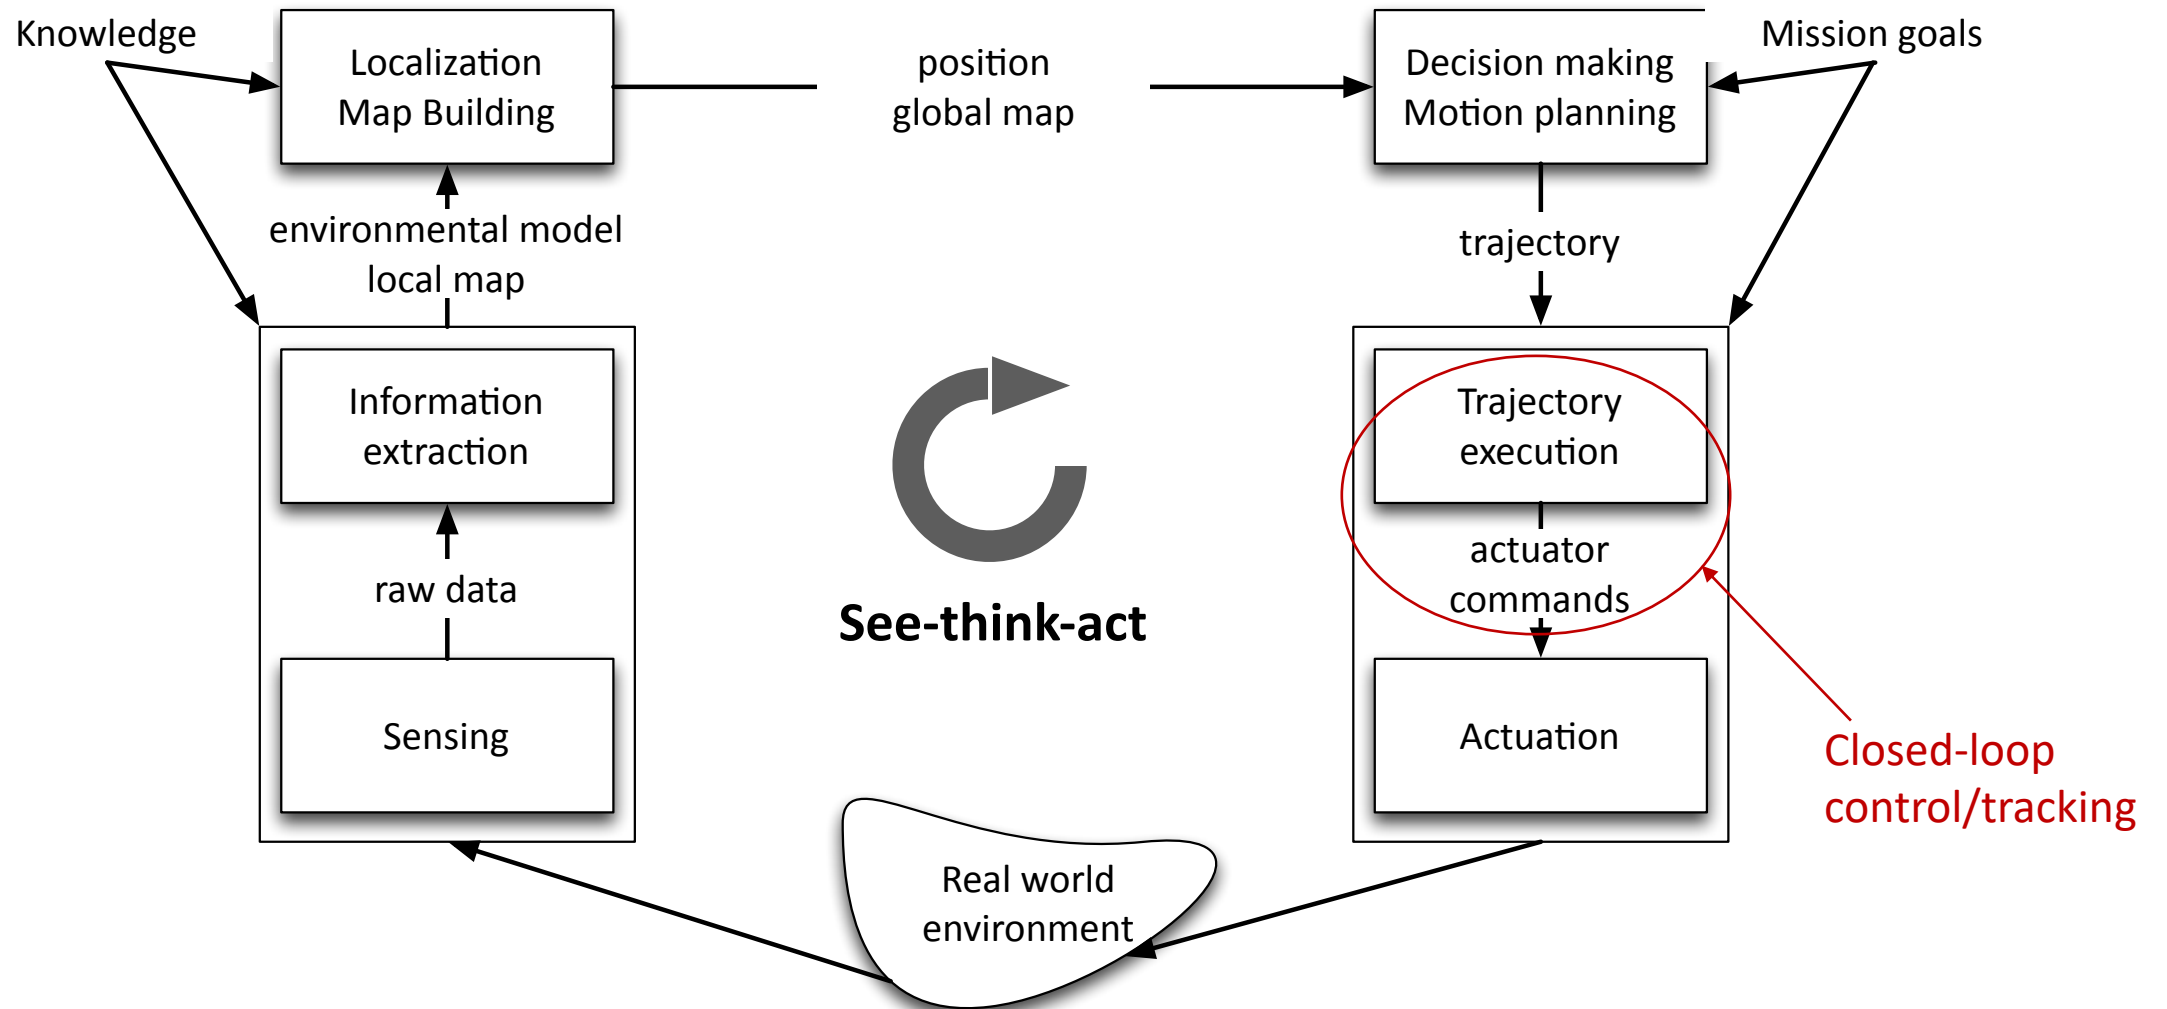 Knowledge
Localization
Map Building
position
global map
Decision making
Motion planning
Mission goals
environmental model
local map
trajectory
Information
extraction
Trajectory
execution
raw data
actuator
commands
See-think-act
Sensing
Actuation
Closed-loop
control/tracking
Real world
environment